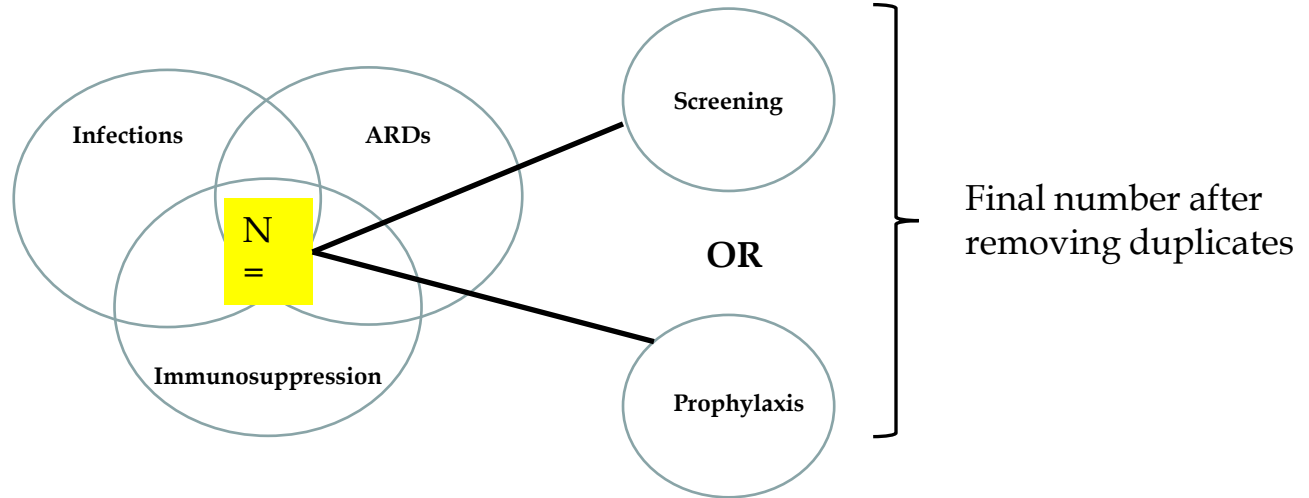 Infections
ARDs
N
=
Immunosuppression
Screening
OR
Prophylaxis
Final number after
removing duplicates